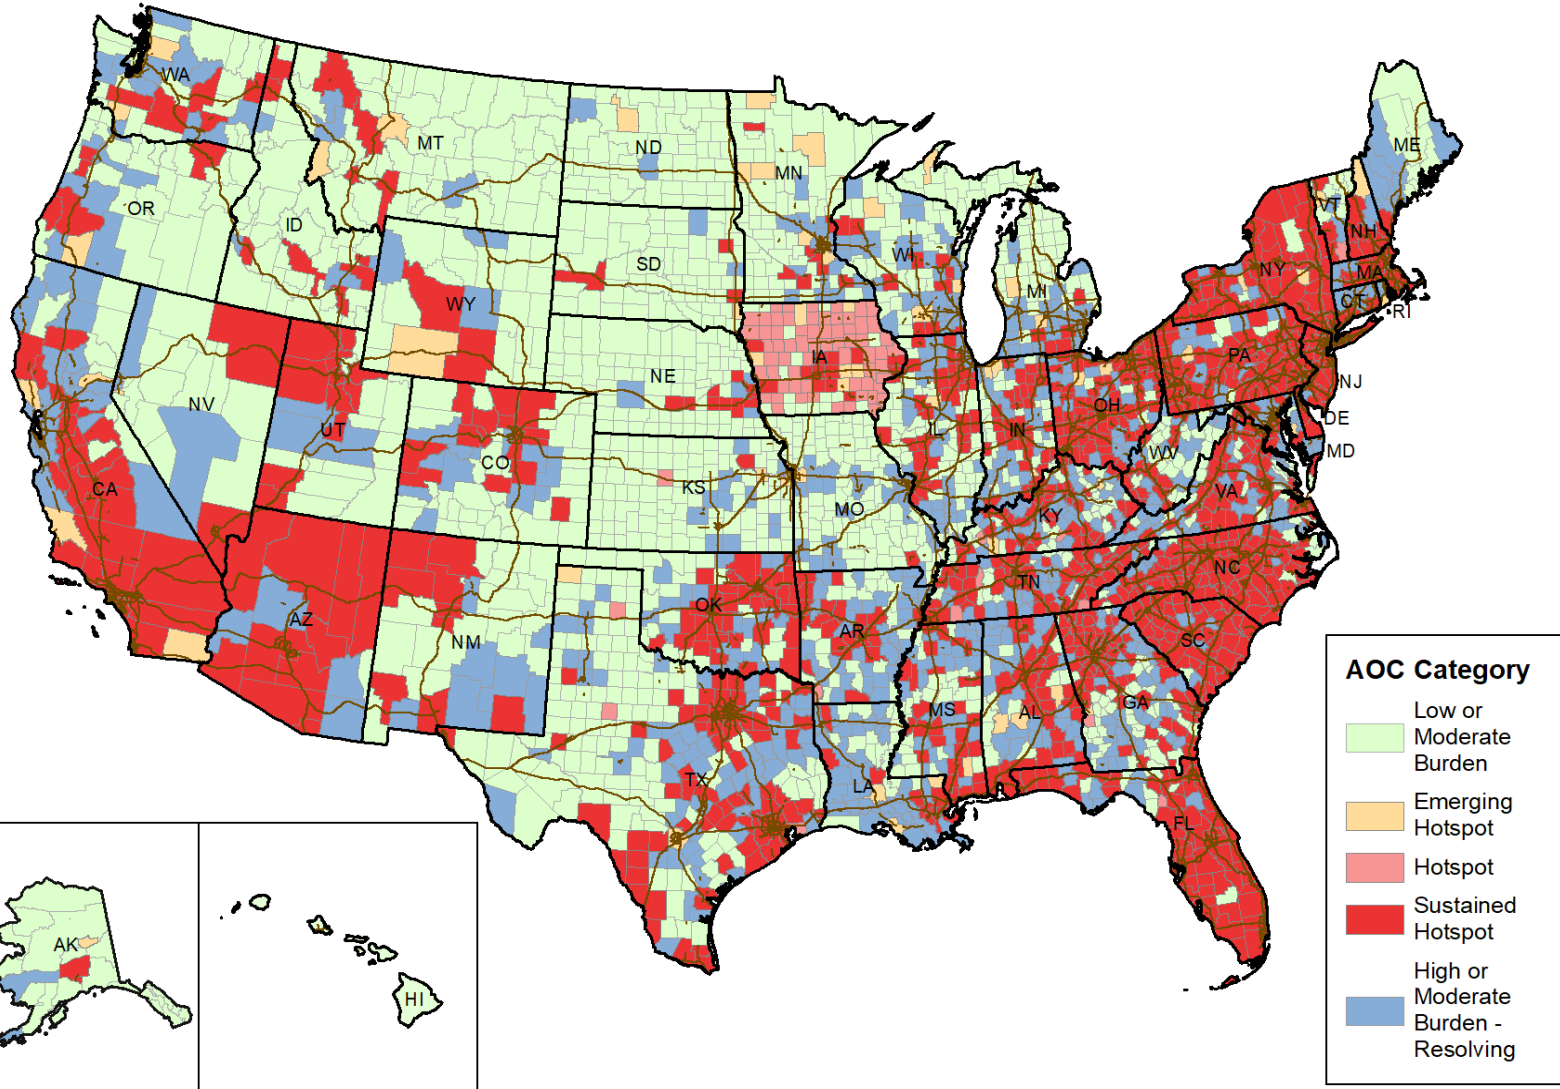 WA
MT
ND
MN
ME
OR
ID
SD
WI
VT
NH
NY
MA
WY
MI
CT
RI
IA
NE
PA
NJ
NV
UT
IL
IN
OH
DE
CO
WV
MD
CA
KS
MO
VA
KY
AZ
OK
TN
NC
NM
AR
SC
MS
AL
GA
TX
LA
FL
AK
HI
AOC Category
Low or
Moderate
Burden
Emerging
Hotspot
Hotspot
Sustained
Hotspot
High or
Moderate
Burden -
Resolving